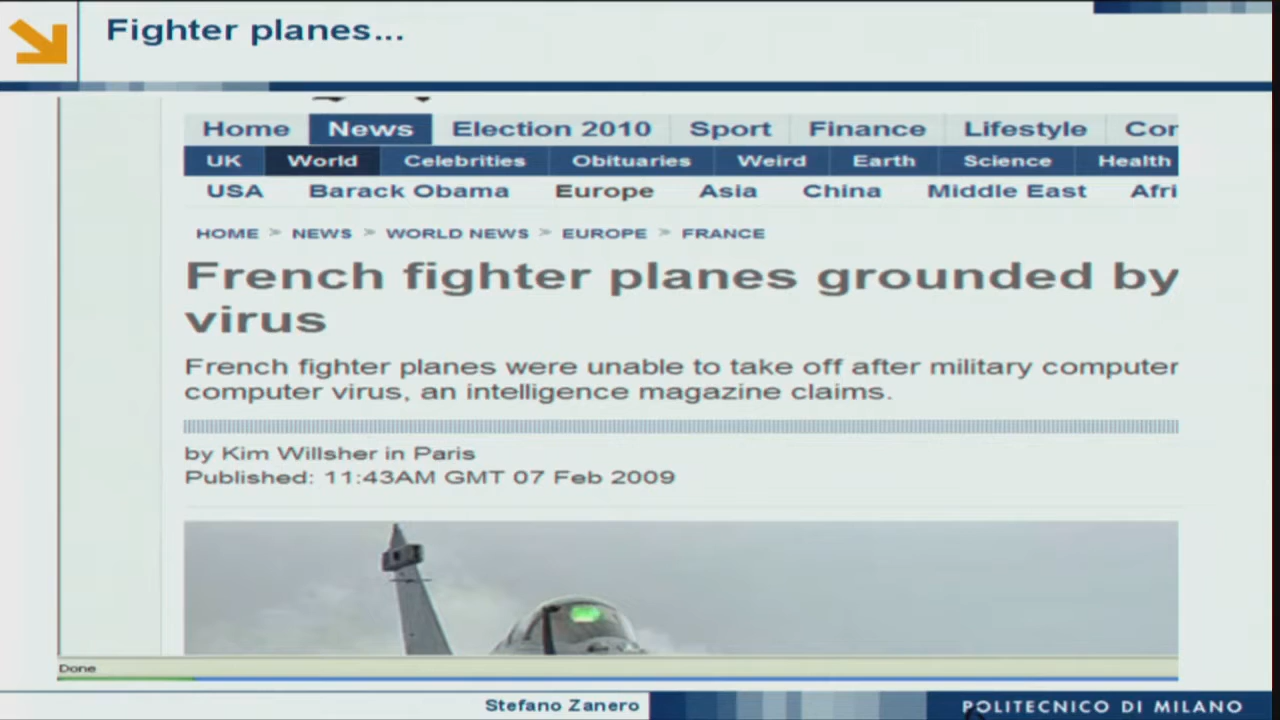 Fighter planes...
Home News Election 2010 Sport Finance Lifestyle Cor
UK World Celebrities Obituaries Weird Earth Science Health
USA Barack Obama Europe Asia China Middle East Afri
HOME > NEWS > WORLD NEWS > EUROPE > FRANCE
French fighter planes grounded by
virus
French fighter planes were unable to take off after military computer
computer virus, an intelligence magazine claims.
by Kim Willsher in Paris
Published: 11:43AM GMT 07 Feb 2009
Done
Stefano Zanero
POLITECNICO DI MILANO